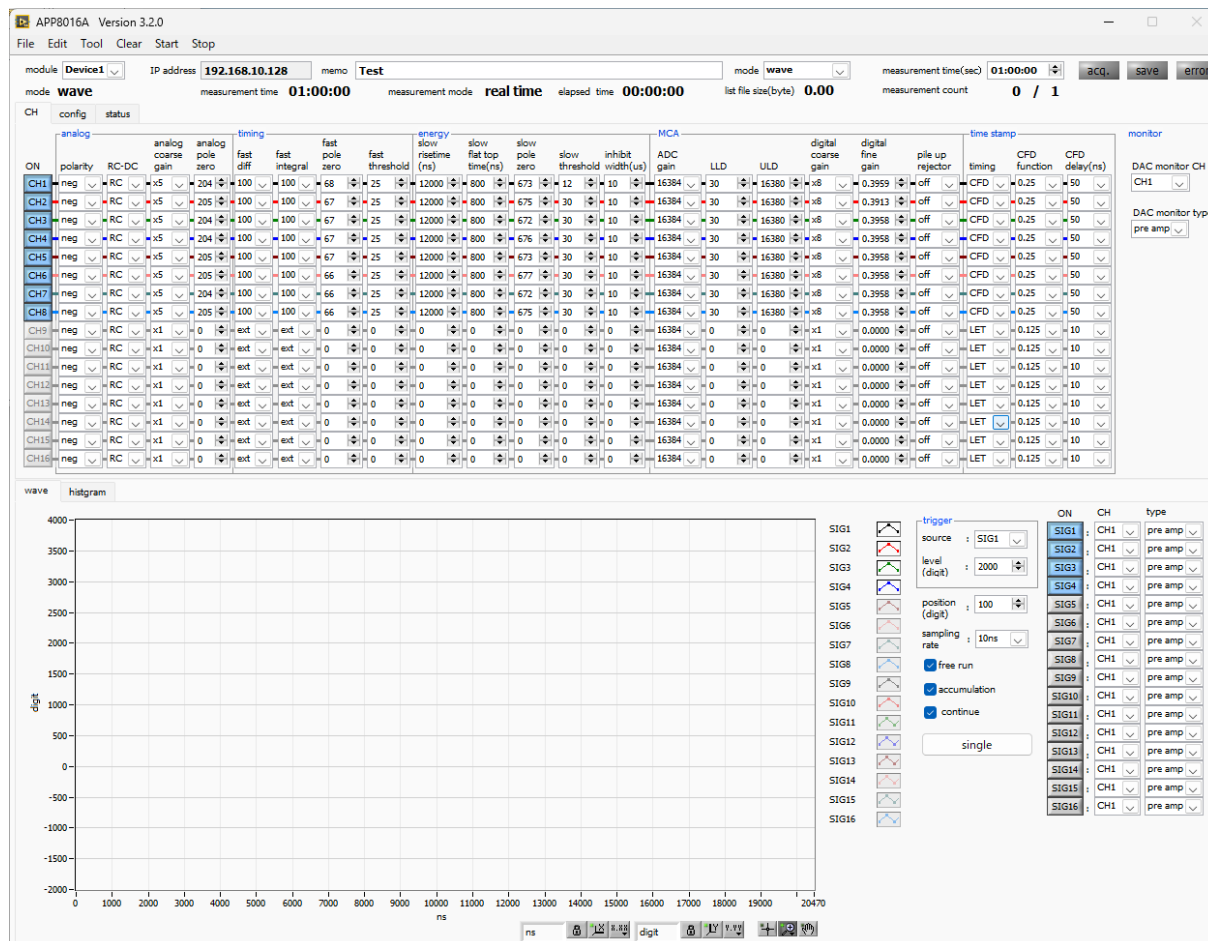 APP8016A Version 3.2.0
File Edit Tool Clear Start Stop
module Device1 IP address 192.168.10.128 memo Test mode wave measurement time(sec) 01:00:00 acq. save error
mode wave measurement time 01:00:00 measurement mode real time elapsed time 00:00:00 list file size(byte) 0.00 measurement count 0 / 1
CH config status
analog timing energy MCA time stamp monitor
ON polarity RC-DC analog coarse gain analog pole zero fast diff fast integral fast pole zero fast threshold slow risetime (ns) slow flat top time(ns) slow pole zero slow threshold inhibit width(us) ADC gain LLD ULD digital coarse gain digital fine gain pile up rejector timing CFD function CFD delay(ns) DAC monitor CH
CH1 neg RC x5 204 100 100 68 25 12000 800 673 12 10 16384 30 16380 x8 0.3959 off CFD 0.25 50 CH1
CH2 neg RC x5 205 100 100 67 25 12000 800 675 30 10 16384 30 16380 x8 0.3913 off CFD 0.25 50
CH3 neg RC x5 204 100 100 67 25 12000 800 672 30 10 16384 30 16380 x8 0.3958 off CFD 0.25 50 DAC monitor type
CH4 neg RC x5 204 100 100 67 25 12000 800 676 30 10 16384 30 16380 x8 0.3958 off CFD 0.25 50 pre amp
CH5 neg RC x5 205 100 100 67 25 12000 800 673 30 10 16384 30 16380 x8 0.3958 off CFD 0.25 50
CH6 neg RC x5 205 100 100 66 25 12000 800 677 30 10 16384 30 16380 x8 0.3958 off CFD 0.25 50
CH7 neg RC x5 204 100 100 66 25 12000 800 672 30 10 16384 30 16380 x8 0.3958 off CFD 0.25 50
CH8 neg RC x5 205 100 100 66 25 12000 800 675 30 10 16384 30 16380 x8 0.3958 off CFD 0.25 50
CH9 neg RC x1 0 ext ext 0 0 0 0 0 0 0 16384 0 0 x1 0.0000 off LET 0.125 10
CH10 neg RC x1 0 ext ext 0 0 0 0 0 0 0 16384 0 0 x1 0.0000 off LET 0.125 10
CH11 neg RC x1 0 ext ext 0 0 0 0 0 0 0 16384 0 0 x1 0.0000 off LET 0.125 10
CH12 neg RC x1 0 ext ext 0 0 0 0 0 0 0 16384 0 0 x1 0.0000 off LET 0.125 10
CH13 neg RC x1 0 ext ext 0 0 0 0 0 0 0 16384 0 0 x1 0.0000 off LET 0.125 10
CH14 neg RC x1 0 ext ext 0 0 0 0 0 0 0 16384 0 0 x1 0.0000 off LET 0.125 10
CH15 neg RC x1 0 ext ext 0 0 0 0 0 0 0 16384 0 0 x1 0.0000 off LET 0.125 10
CH16 neg RC x1 0 ext ext 0 0 0 0 0 0 0 16384 0 0 x1 0.0000 off LET 0.125 10
wave histgram
4000
3500
3000
2500
2000
1500
1000
500
0
-500
-1000
-1500
-2000
digit
0 1000 2000 3000 4000 5000 6000 7000 8000 9000 10000 11000 12000 13000 14000 15000 16000 17000 18000 19000 20470
ns
ns X X.XX digit Y Y.YY
SIG1
SIG2
SIG3
SIG4
SIG5
SIG6
SIG7
SIG8
SIG9
SIG10
SIG11
SIG12
SIG13
SIG14
SIG15
SIG16
trigger
source : SIG1
level (digit) : 2000
position (digit) : 100
sampling rate : 10ns
free run
accumulation
continue
single
ON CH type
SIG1 : CH1 pre amp
SIG2 : CH1 pre amp
SIG3 : CH1 pre amp
SIG4 : CH1 pre amp
SIG5 : CH1 pre amp
SIG6 : CH1 pre amp
SIG7 : CH1 pre amp
SIG8 : CH1 pre amp
SIG9 : CH1 pre amp
SIG10 : CH1 pre amp
SIG11 : CH1 pre amp
SIG12 : CH1 pre amp
SIG13 : CH1 pre amp
SIG14 : CH1 pre amp
SIG15 : CH1 pre amp
SIG16 : CH1 pre amp